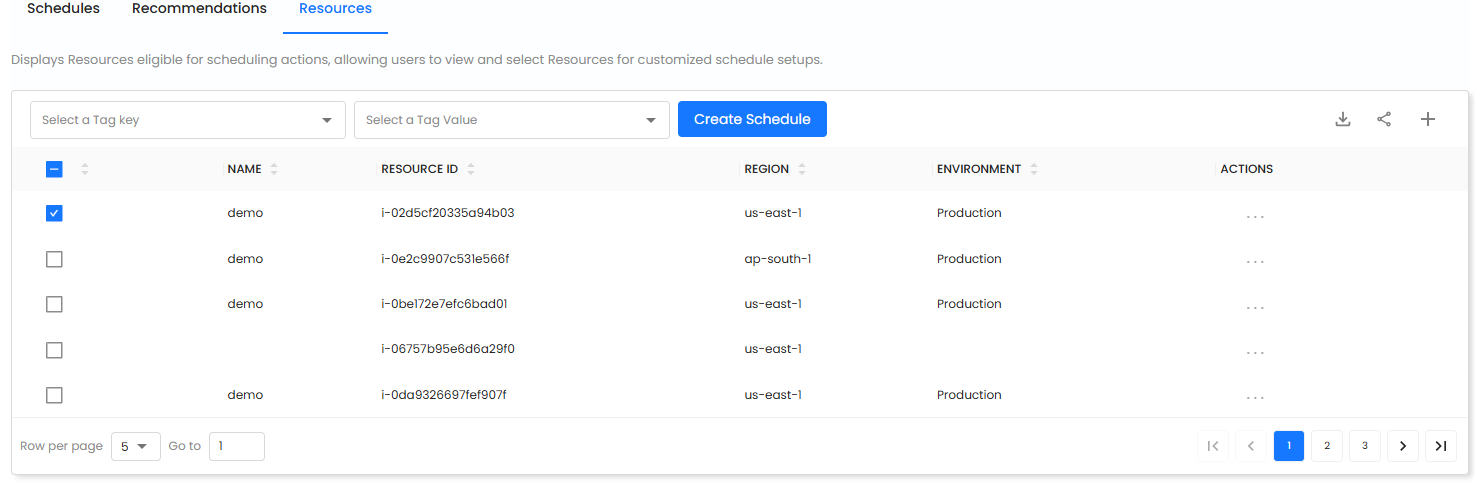 Schedules Recommendations Resources
Displays Resources eligible for scheduling actions, allowing users to view and select Resources for customized schedule setups.
Select a Tag key Select a Tag Value Create Schedule
NAME RESOURCE ID REGION ENVIRONMENT ACTIONS
demo i-02d5cf20335a94b03 us-east-1 Production ...
demo i-0e2c9907c531e566f ap-south-1 Production ...
demo i-0be172e7efc6bad01 us-east-1 Production ...
i-06757b95e6d6a29f0 us-east-1 ...
demo i-0da9326697fef907f us-east-1 Production ...
Row per page 5 Go to 1 1 2 3